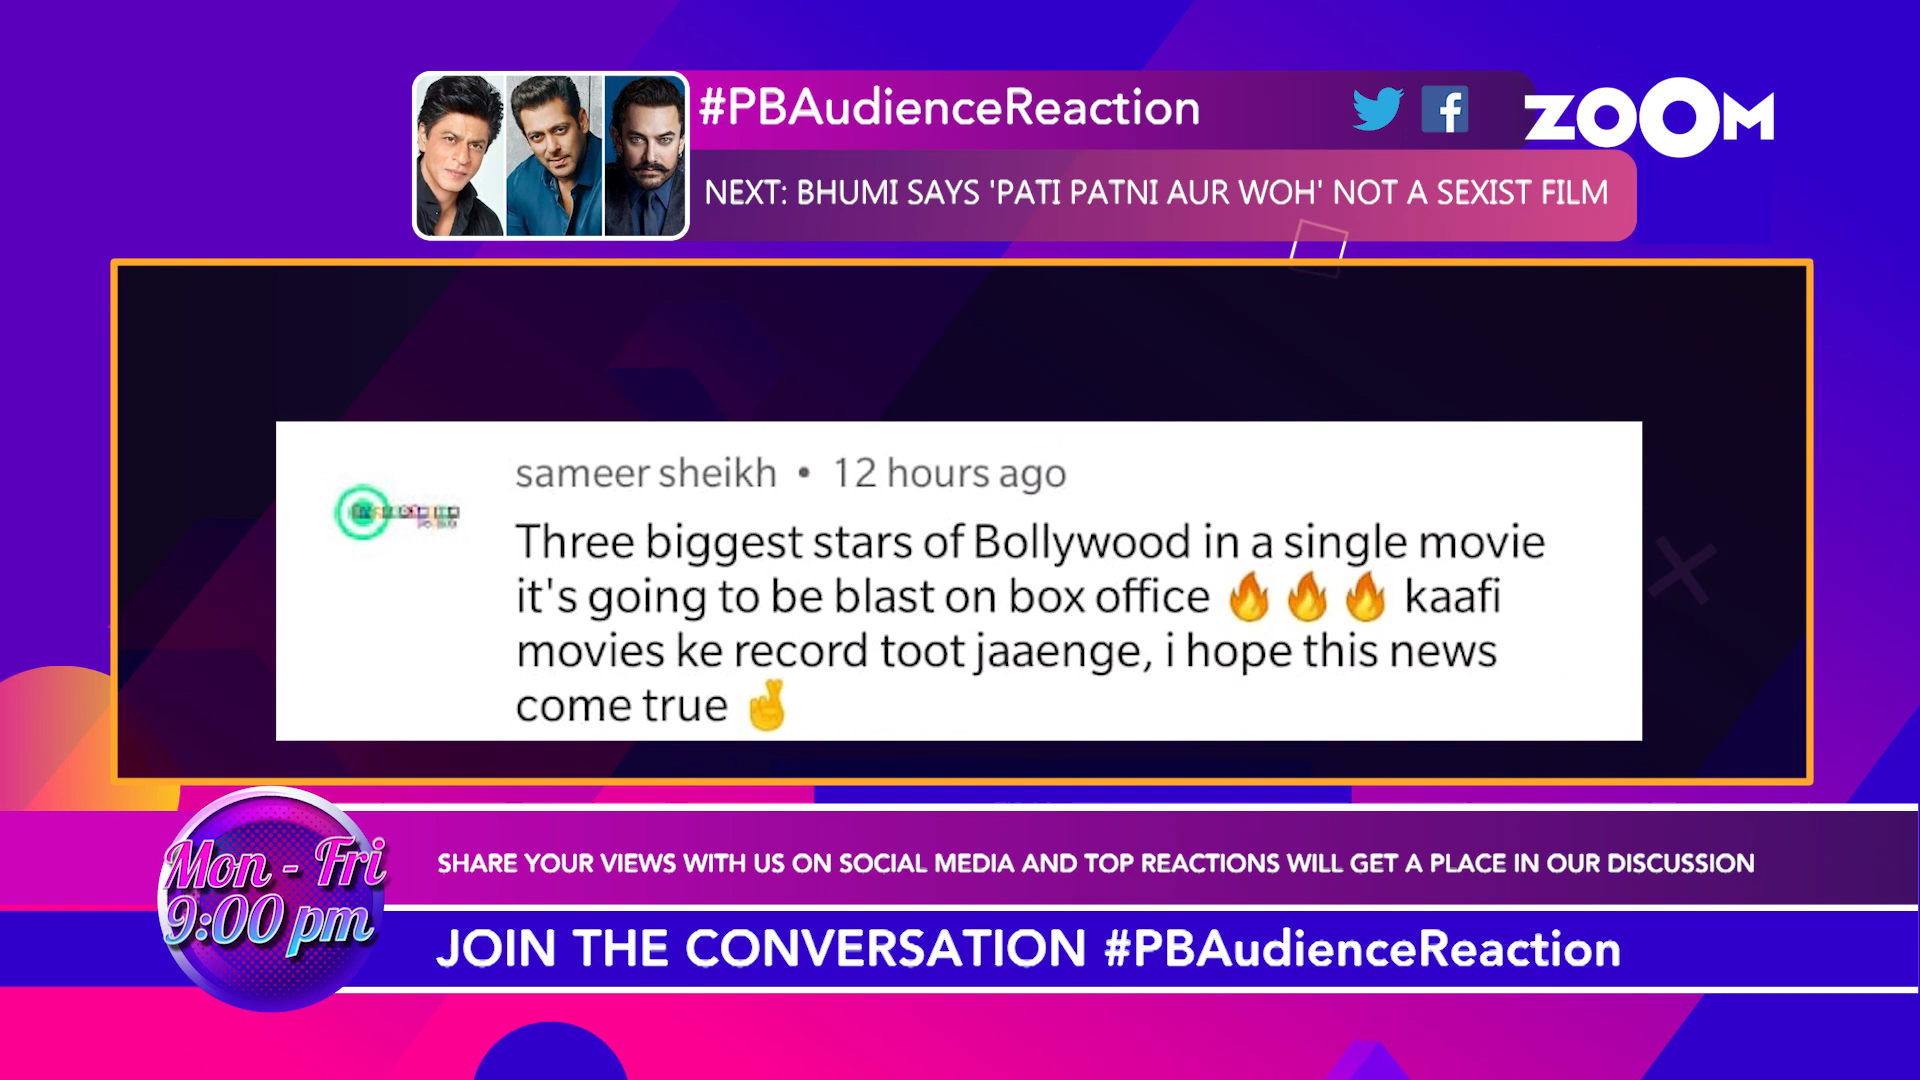 #PBAudienceReaction
ZOOM
NEXT: BHUMI SAYS 'PATI PATNI AUR WOH' NOT A SEXIST FILM
sameer sheikh • 12 hours ago
Three biggest stars of Bollywood in a single movie
it's going to be blast on box office 🔥 🔥 🔥 kaafi
movies ke record toot jaaenge, i hope this news
come true 🤞
Mon - Fri
9:00 pm
SHARE YOUR VIEWS WITH US ON SOCIAL MEDIA AND TOP REACTIONS WILL GET A PLACE IN OUR DISCUSSION
JOIN THE CONVERSATION #PBAudienceReaction